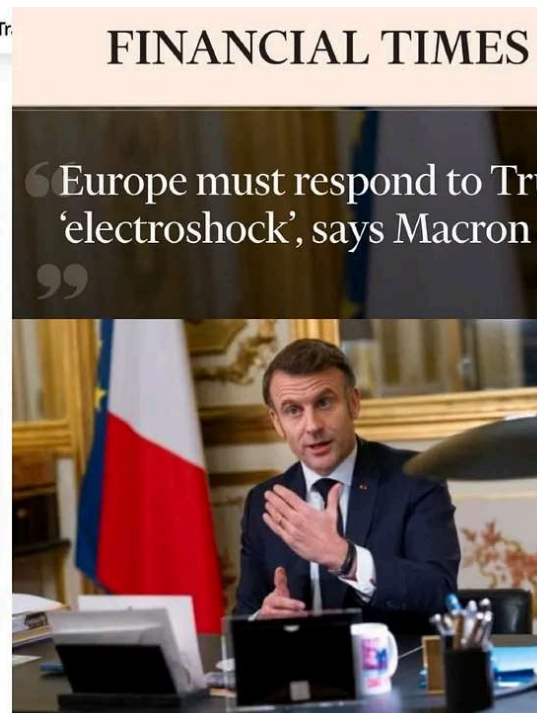 FINANCIAL TIMES
“Europe must respond to
‘electroshock’, says Macron
”